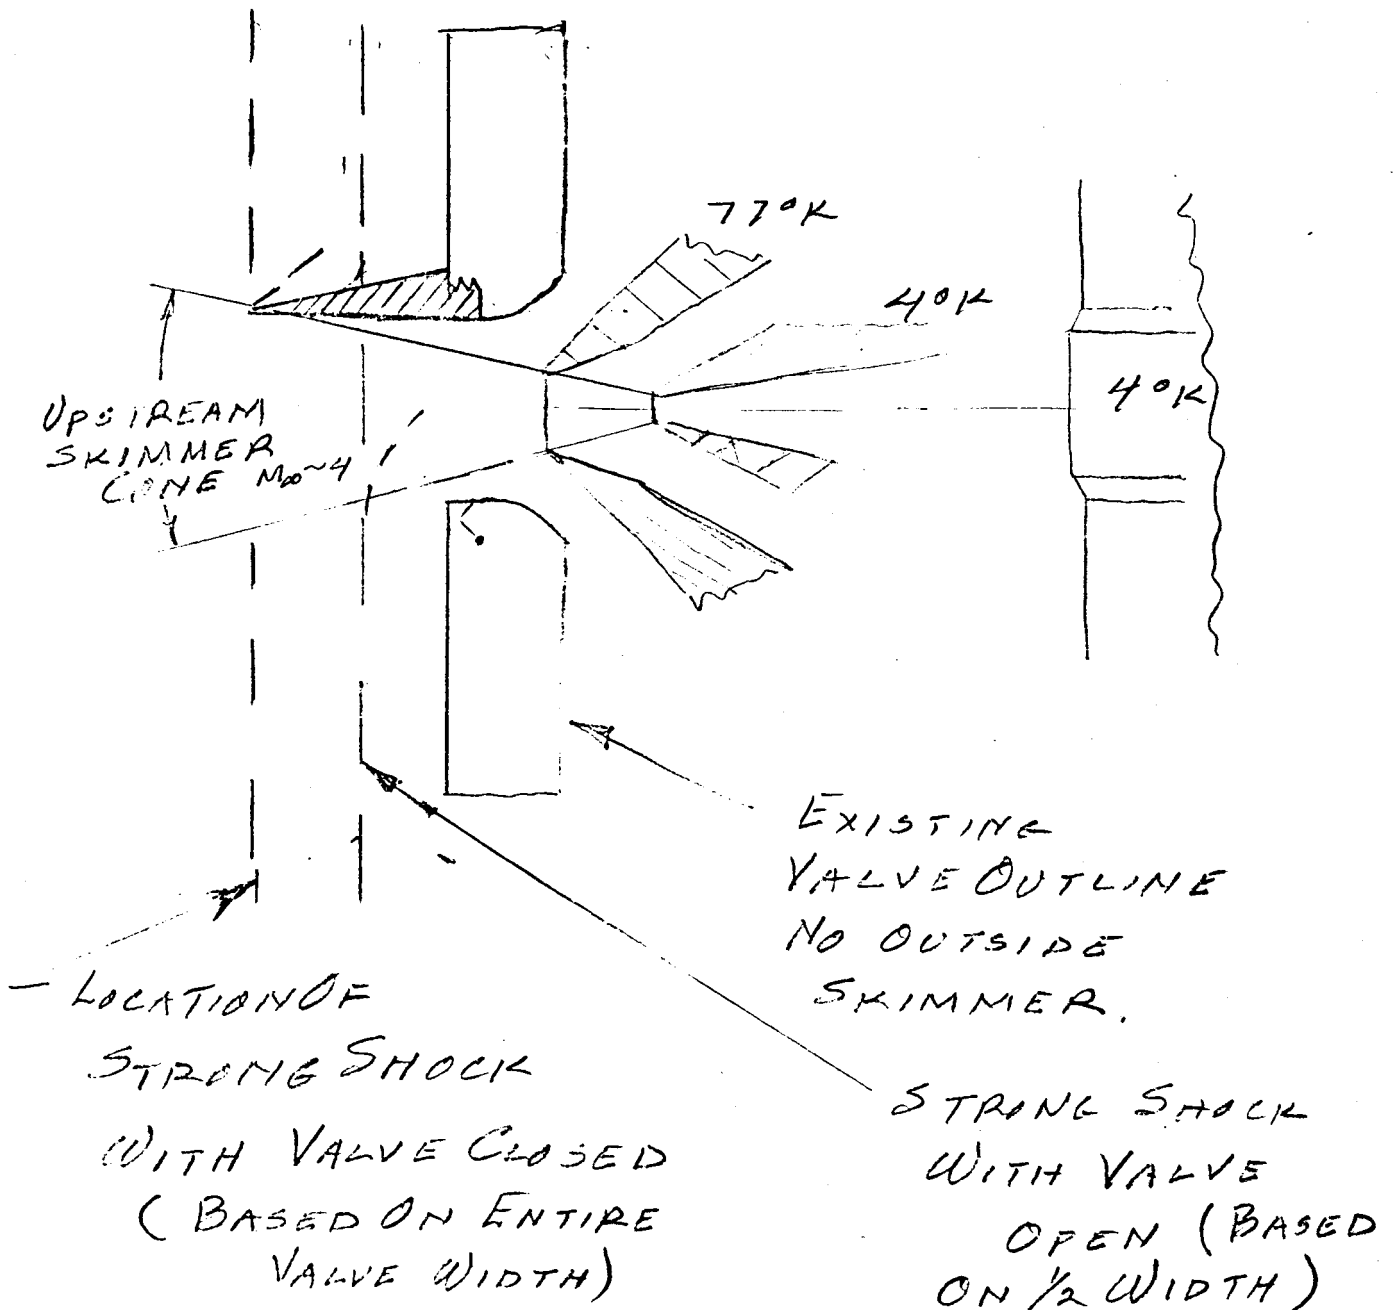 77°K
4°K
4°K
UPSTREAM
SKIMMER
CONE M∞~4
EXISTING
VALVE OUTLINE
NO OUTSIDE
SKIMMER.
— LOCATION OF
STRONG SHOCK
WITH VALVE CLOSED
(BASED ON ENTIRE
VALVE WIDTH)
STRONG SHOCK
WITH VALVE
OPEN (BASED
ON 1/2 WIDTH)